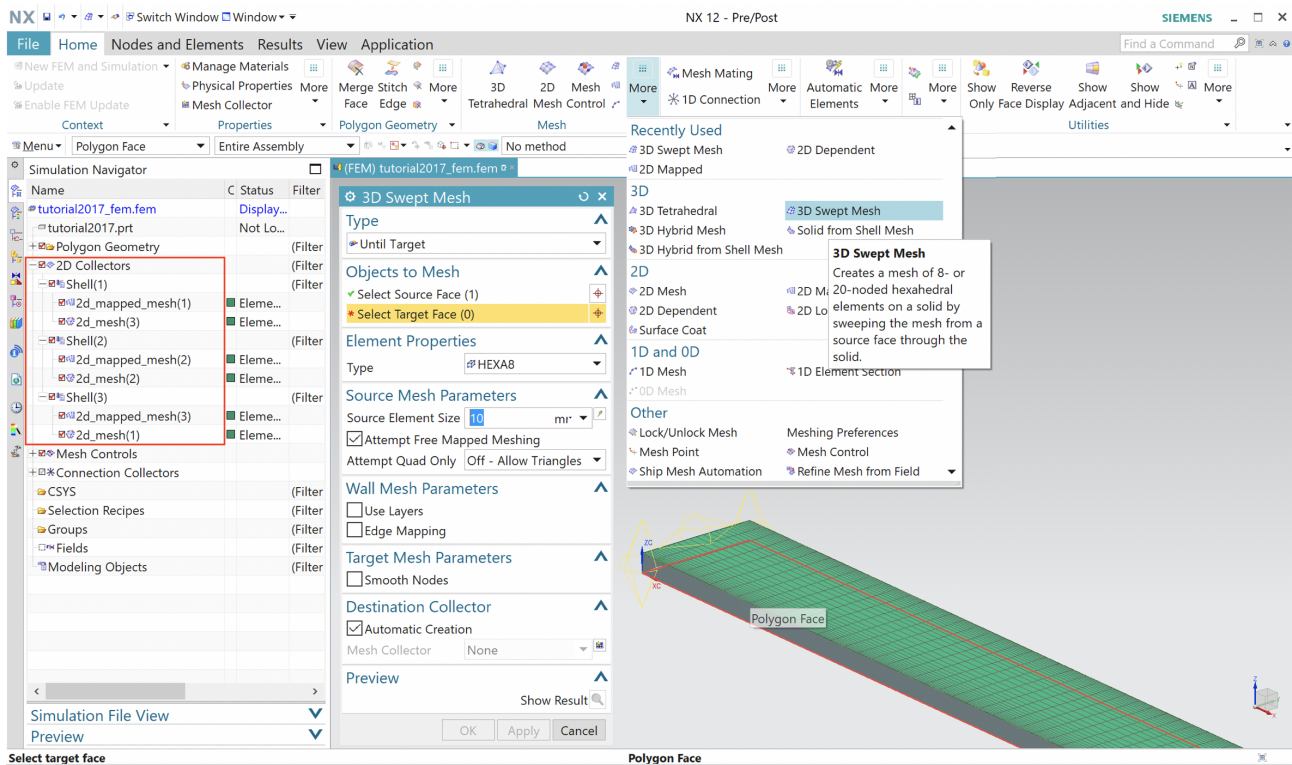 NX Switch Window Window NX 12 - Pre/Post SIEMENS
File Home Nodes and Elements Results View Application Find a Command
New FEM and Simulation
Update
Enable FEM Update
Context
Manage Materials
Physical Properties
Mesh Collector
More
Properties
Merge Face
Stitch Edge
More
Polygon Geometry
3D Tetrahedral
2D Mesh
Mesh Control
Mesh
More
Mesh Mating
1D Connection
More
Automatic Elements
More
More
Show Only
Reverse Face Display
Show Adjacent
Show and Hide
More
Utilities
Menu Polygon Face Entire Assembly No method
Simulation Navigator
Name C Status Filter
tutorial2017_fem.fem Display...
tutorial2017.prt Not Lo...
Polygon Geometry (Filter
2D Collectors (Filter
Shell(1) (Filter
2d_mapped_mesh(1) Eleme...
2d_mesh(3) Eleme...
Shell(2) (Filter
2d_mapped_mesh(2) Eleme...
2d_mesh(2) Eleme...
Shell(3) (Filter
2d_mapped_mesh(3) Eleme...
2d_mesh(1) Eleme...
Mesh Controls (Filter
Connection Collectors (Filter
CSYS (Filter
Selection Recipes (Filter
Groups (Filter
Fields (Filter
Modeling Objects (Filter
Simulation File View
Preview
(FEM) tutorial2017_fem.fem
3D Swept Mesh
Type
Until Target
Objects to Mesh
Select Source Face (1)
* Select Target Face (0)
Element Properties
Type HEXA8
Source Mesh Parameters
Source Element Size 10
Attempt Free Mapped Meshing
Attempt Quad Only Off - Allow Triangles
Wall Mesh Parameters
Use Layers
Edge Mapping
Target Mesh Parameters
Smooth Nodes
Destination Collector
Automatic Creation
Mesh Collector None
Preview
Show Result
OK Apply Cancel
Recently Used
3D Swept Mesh 2D Dependent
2D Mapped
3D
3D Tetrahedral 3D Swept Mesh
3D Hybrid Mesh Solid from Shell Mesh
3D Hybrid from Shell Mesh
2D
2D Mesh 2D Ma
2D Dependent 2D Lo
Surface Coat
1D and 0D
1D Mesh 1D Element Section
0D Mesh
Other
Lock/Unlock Mesh Meshing Preferences
Mesh Point Mesh Control
Ship Mesh Automation Refine Mesh from Field
3D Swept Mesh
Creates a mesh of 8- or
20-noded hexahedral
elements on a solid by
sweeping the mesh from a
source face through the
solid.
ZC
XC
Polygon Face
Z
X
Select target face Polygon Face